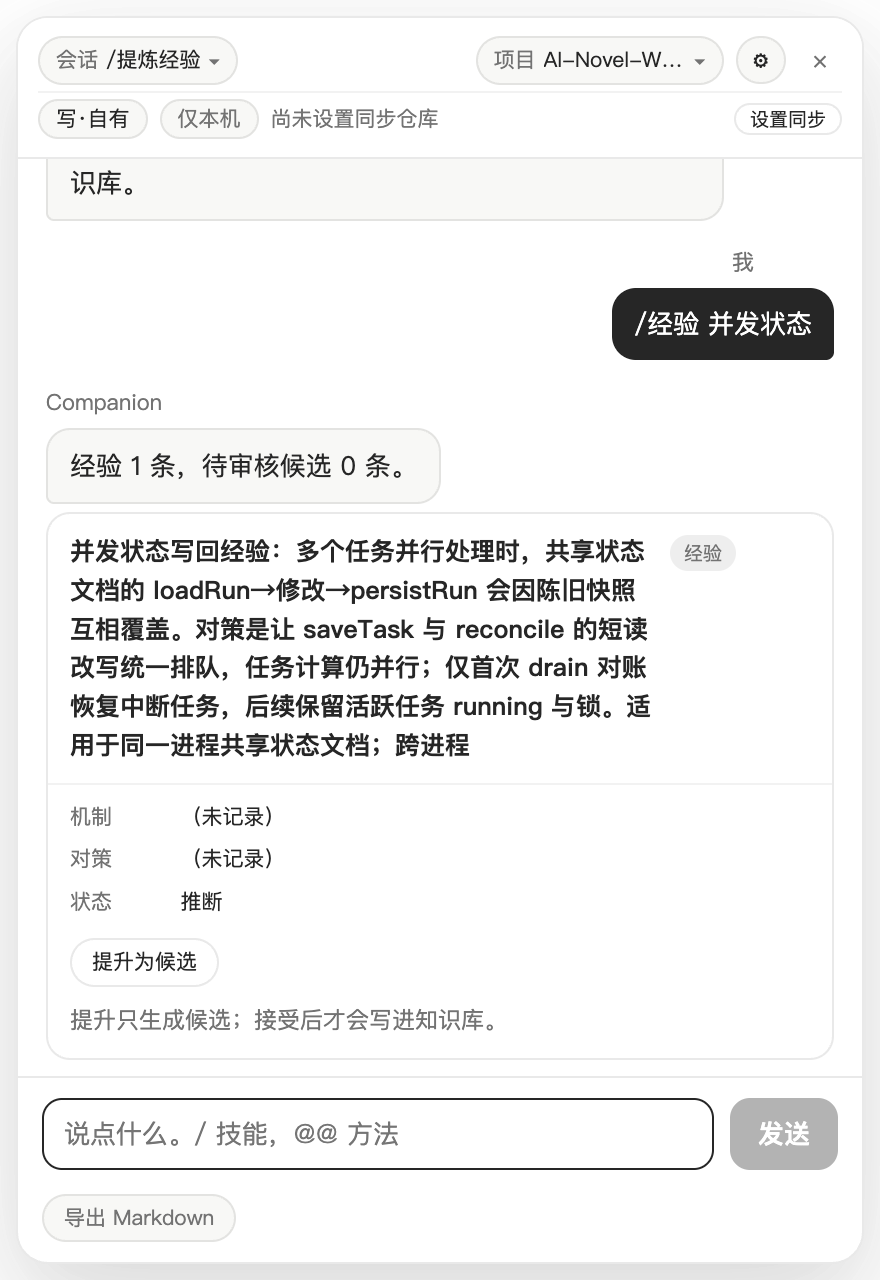 会话 /提炼经验
项目 AI-Novel-W...
写·自有
仅本机
尚未设置同步仓库
设置同步
识库。
我
/经验 并发状态
Companion
经验 1 条，待审核候选 0 条。
并发状态写回经验：多个任务并行处理时，共享状态
文档的 loadRun→修改→persistRun 会因陈旧快照
互相覆盖。对策是让 saveTask 与 reconcile 的短读
改写统一排队，任务计算仍并行；仅首次 drain 对账
恢复中断任务，后续保留活跃任务 running 与锁。适
用于同一进程共享状态文档；跨进程
经验
机制 （未记录）
对策 （未记录）
状态 推断
提升为候选
提升只生成候选；接受后才会写进知识库。
说点什么。/ 技能，@@ 方法
发送
导出 Markdown